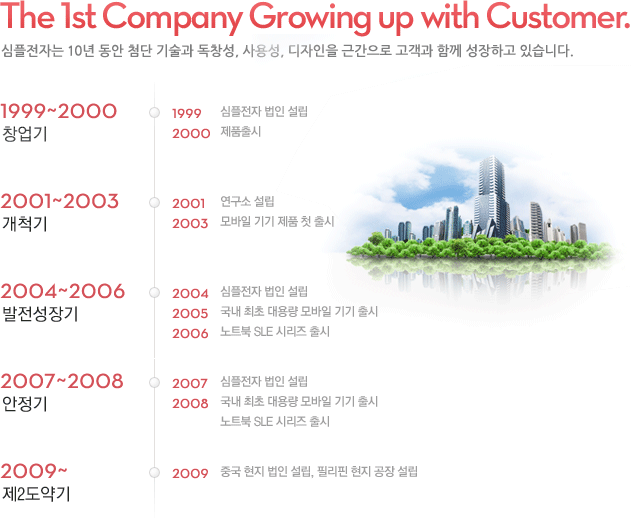 The 1st Company Growing up with Customer.
심플전자는 10년 동안 첨단 기술과 독창성, 사용성, 디자인을 근간으로 고객과 함께 성장하고 있습니다.
1999~2000
창업기
1999 심플전자 법인 설립
2000 제품출시
2001~2003
개척기
2001 연구소 설립
2003 모바일 기기 제품 첫 출시
2004~2006
발전성장기
2004 심플전자 법인 설립
2005 국내 최초 대용량 모바일 기기 출시
2006 노트북 SLE 시리즈 출시
2007~2008
안정기
2007 심플전자 법인 설립
2008 국내 최초 대용량 모바일 기기 출시
노트북 SLE 시리즈 출시
2009~
제2도약기
2009 중국 현지 법인 설립, 필리핀 현지 공장 설립